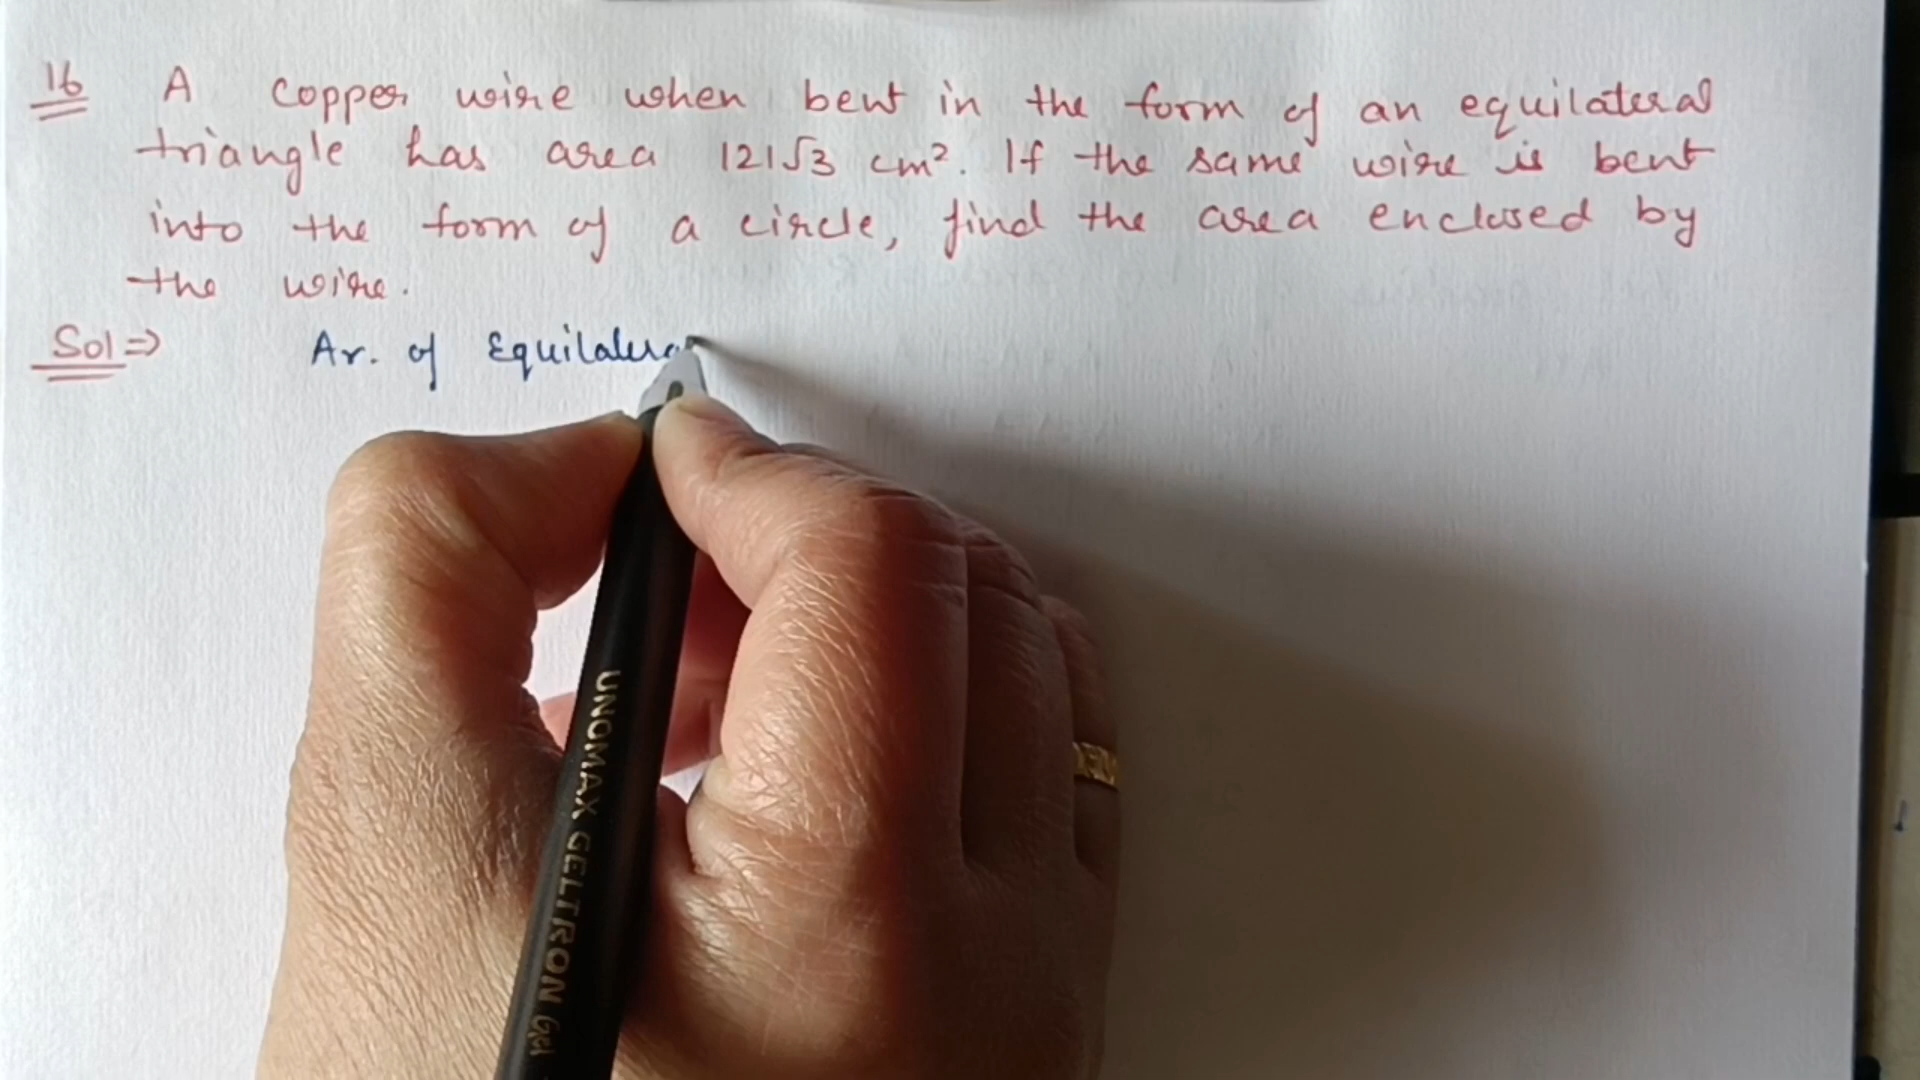 16 A copper wire when bent in the form of an equilateral
triangle has area 121√3 cm². If the same wire is bent
into the form of a circle, find the area enclosed by
the wire.
Sol⇒ Ar. of Equilatera
UNOMAX GELTRON Gel